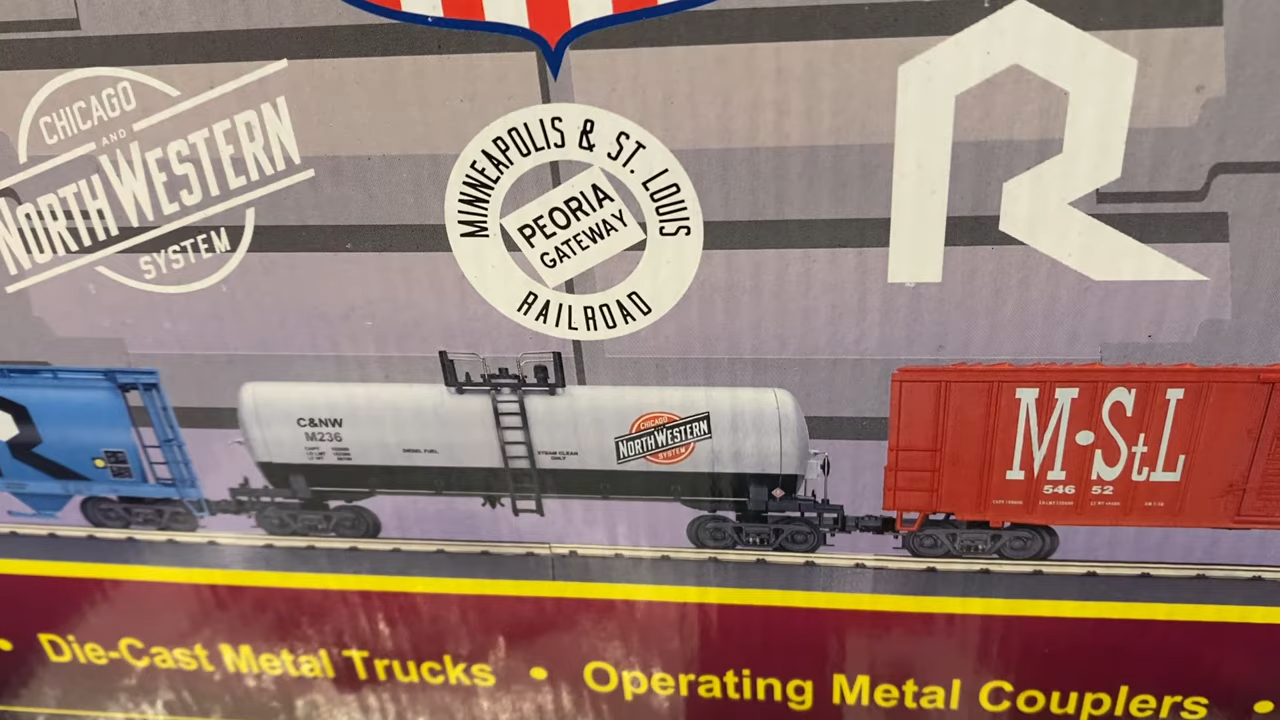 CHICAGO
AND
NORTH WESTERN
SYSTEM
MINNEAPOLIS & ST. LOUIS
PEORIA
GATEWAY
RAILROAD
R
C&NW
M236
DIESEL FUEL
STEAM CLEAN
ONLY
CHICAGO
NORTH WESTERN
SYSTEM
M•StL
546 52
• Die-Cast Metal Trucks • Operating Metal Couplers •